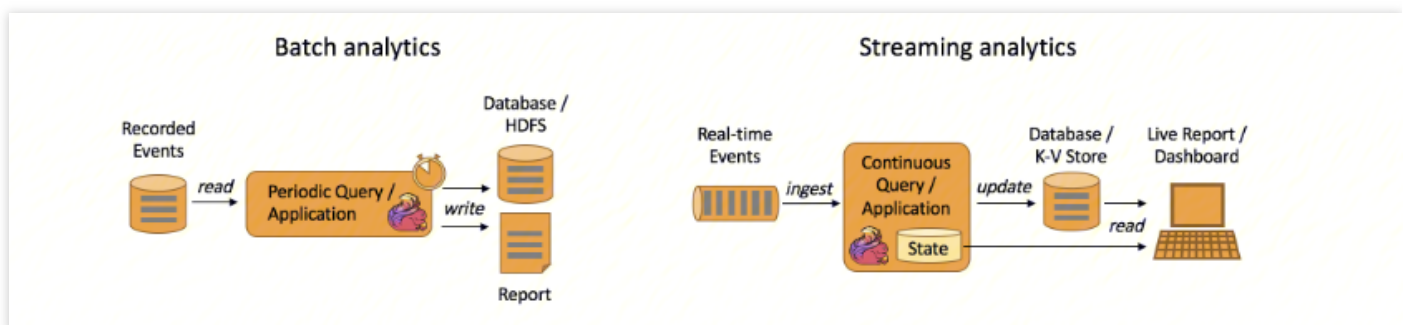 Batch analytics
Recorded
Events
read
Periodic Query /
Application
write
Database /
HDFS
Report
Streaming analytics
Real-time
Events
ingest
Continuous
Query /
Application
State
update
Database /
K-V Store
read
Live Report /
Dashboard